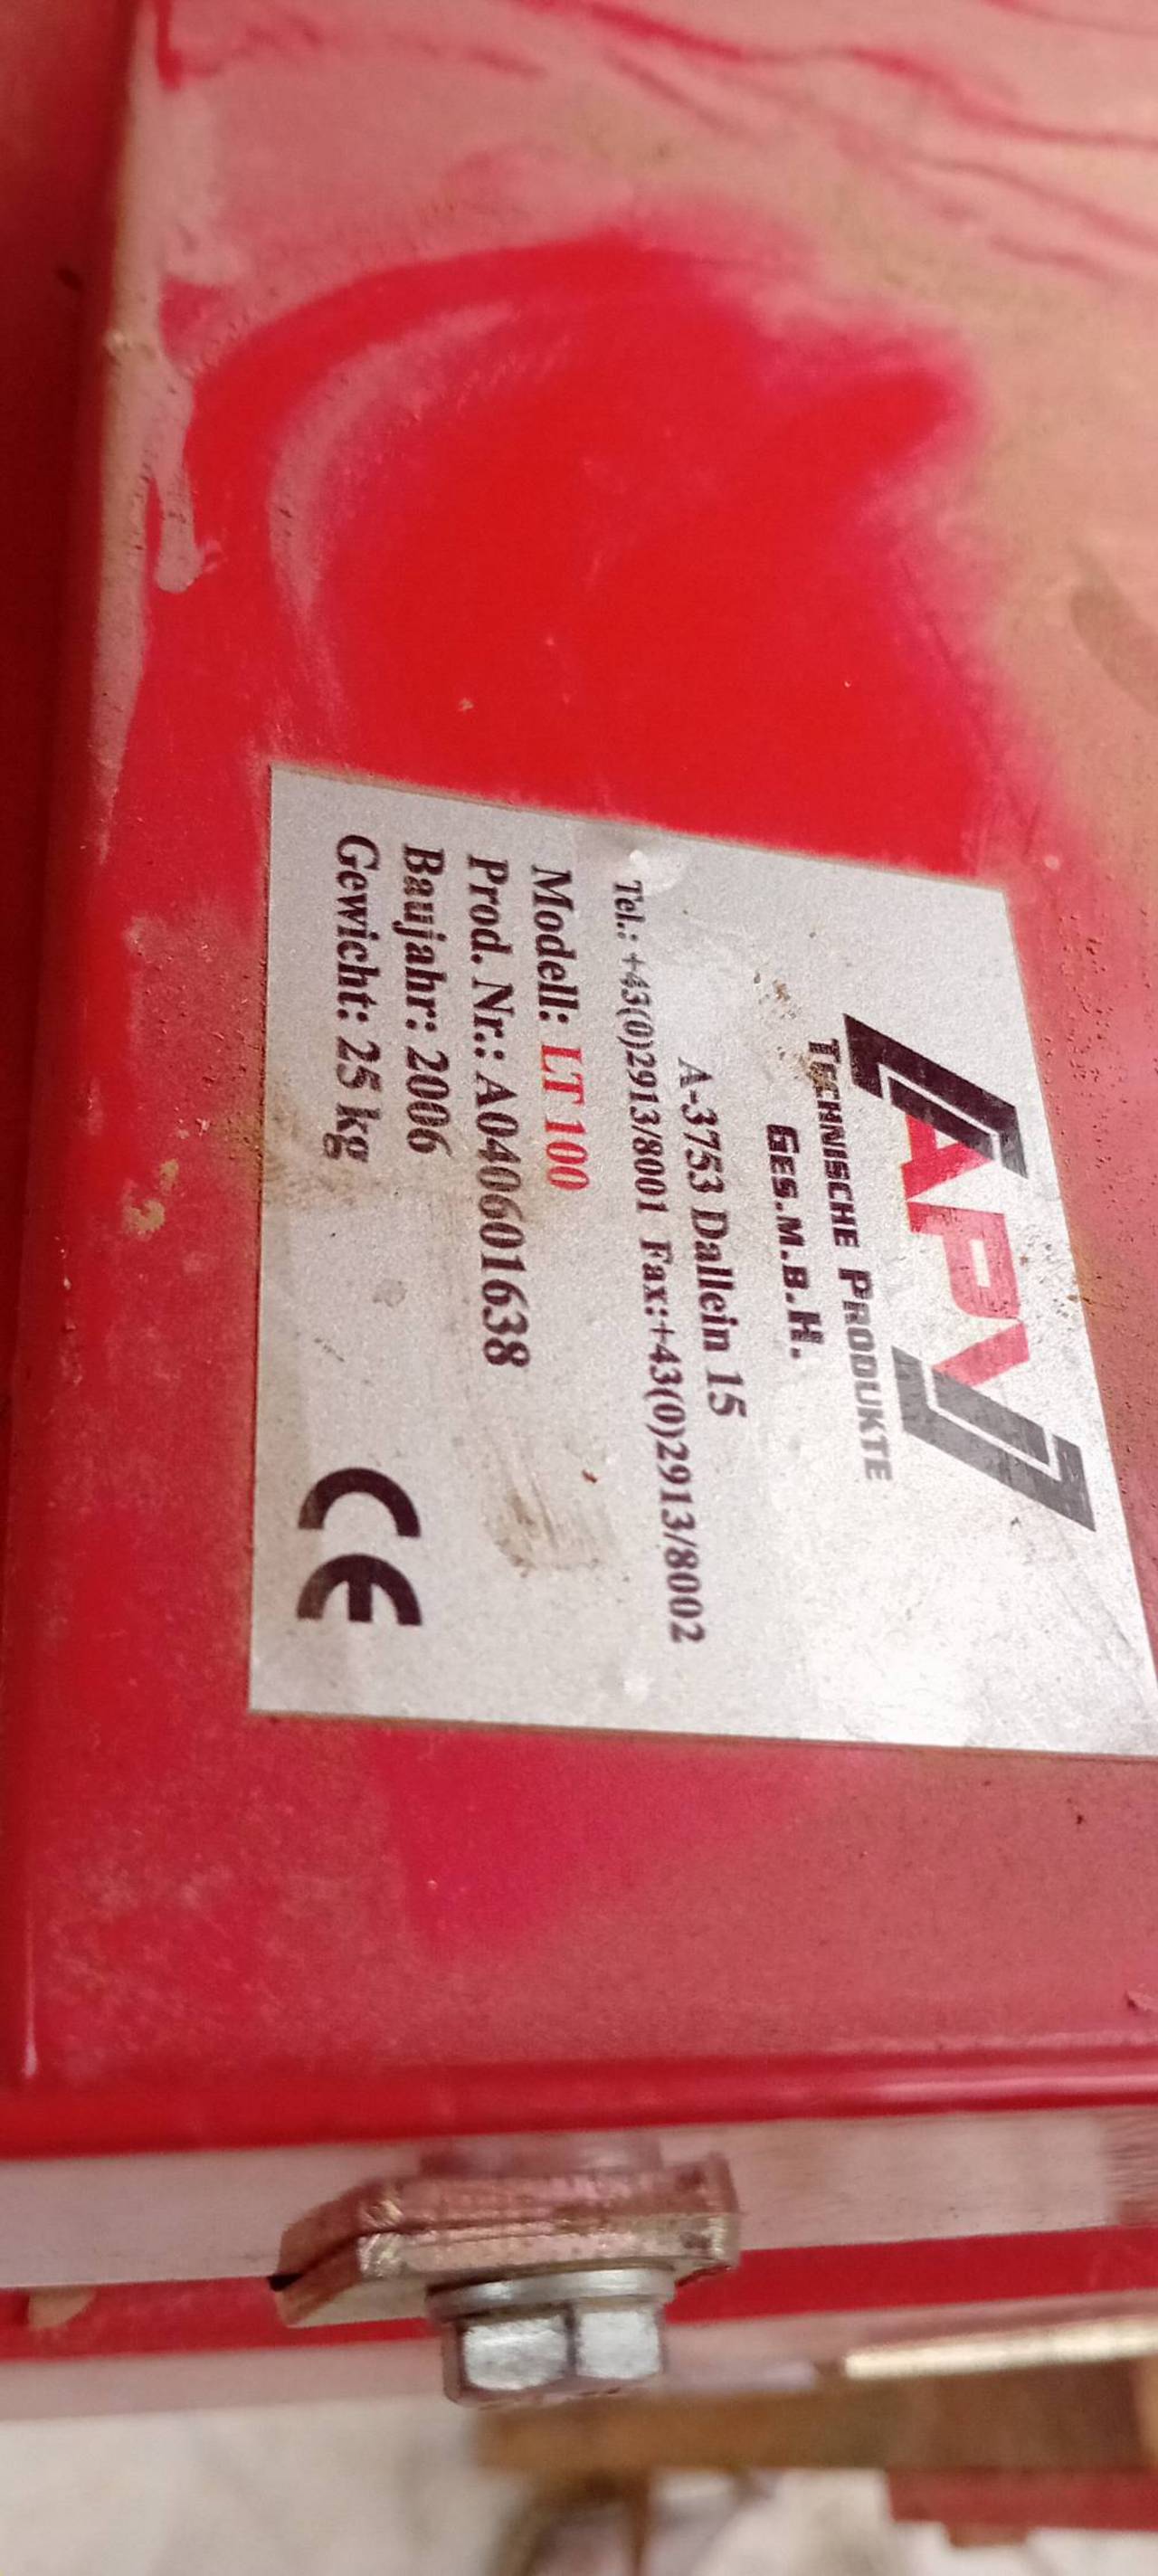 APV
TECHNISCHE PRODUKTE
GES.M.B.H.
A-3753 Dallein 15
Tel.: +43(0)2913/8001 Fax:+43(0)2913/8002
Modell: LT 100
Prod. Nr.: A040601638
Baujahr: 2006
Gewicht: 25 kg
CE